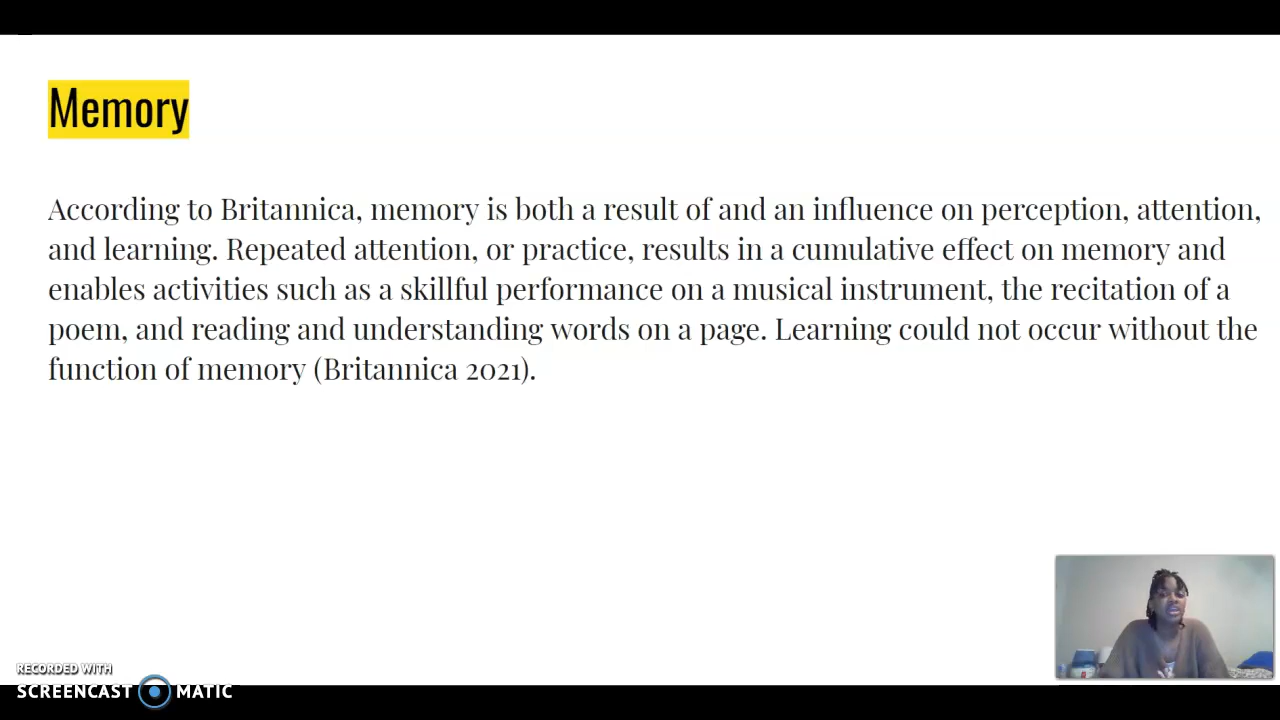 Memory
According to Britannica, memory is both a result of and an influence on perception, attention,
and learning. Repeated attention, or practice, results in a cumulative effect on memory and
enables activities such as a skillful performance on a musical instrument, the recitation of a
poem, and reading and understanding words on a page. Learning could not occur without the
function of memory (Britannica 2021).
RECORDED WITH
SCREENCAST MATIC